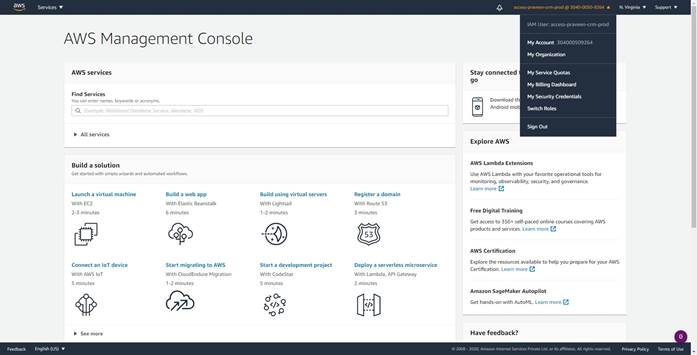 aws
Services
access-praveen-crm-prod @ 3040-0050-9264
N. Virginia
Support
IAM User: access-praveen-crm-prod
My Account 304000509264
My Organization
My Service Quotas
My Billing Dashboard
My Security Credentials
Switch Roles
Sign Out
AWS Management Console
AWS services
Find Services
You can enter names, keywords or acronyms.
Example: Relational Database Service, database, RDS
All services
Build a solution
Get started with simple wizards and automated workflows.
Launch a virtual machine
With EC2
2-3 minutes
Build a web app
With Elastic Beanstalk
6 minutes
Build using virtual servers
With Lightsail
1-2 minutes
Register a domain
With Route 53
3 minutes
53
Connect an IoT device
With AWS IoT
5 minutes
Start migrating to AWS
With CloudEndure Migration
1-2 minutes
Start a development project
With CodeStar
5 minutes
Deploy a serverless microservice
With Lambda, API Gateway
2 minutes
See more
Stay connected
go
Download the
Android mobile
Explore AWS
AWS Lambda Extensions
Use AWS Lambda with your favorite operational tools for
monitoring, observability, security, and governance.
Learn more
Free Digital Training
Get access to 350+ self-paced online courses covering AWS
products and services. Learn more
AWS Certification
Explore the resources available to help you prepare for your AWS
Certification. Learn more
Amazon SageMaker Autopilot
Get hands-on with AutoML. Learn more
Have feedback?
Feedback
English (US)
© 2008 - 2020, Amazon Internet Services Private Ltd. or its affiliates. All rights reserved.
Privacy Policy
Terms of Use